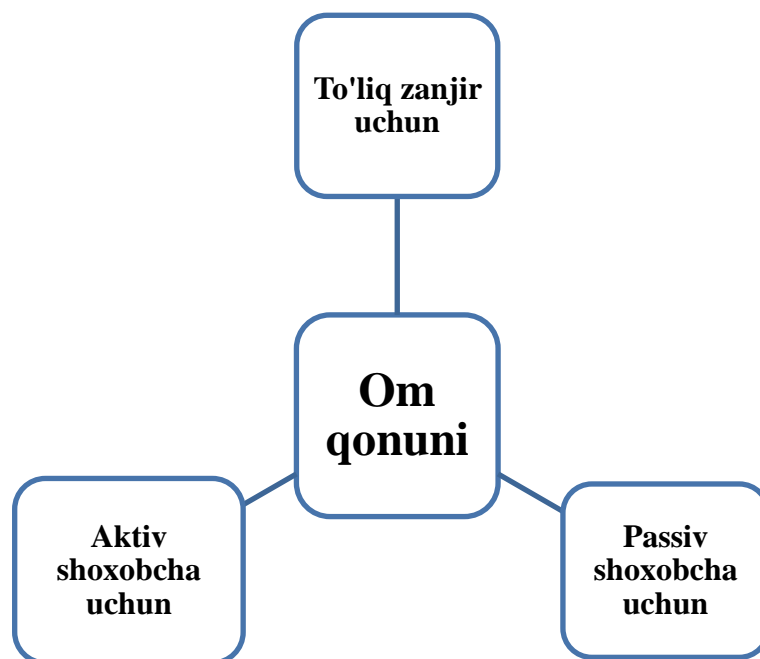 To'liq zanjir
uchun
Om
qonuni
Aktiv
shoxobcha
uchun
Passiv
shoxobcha
uchun